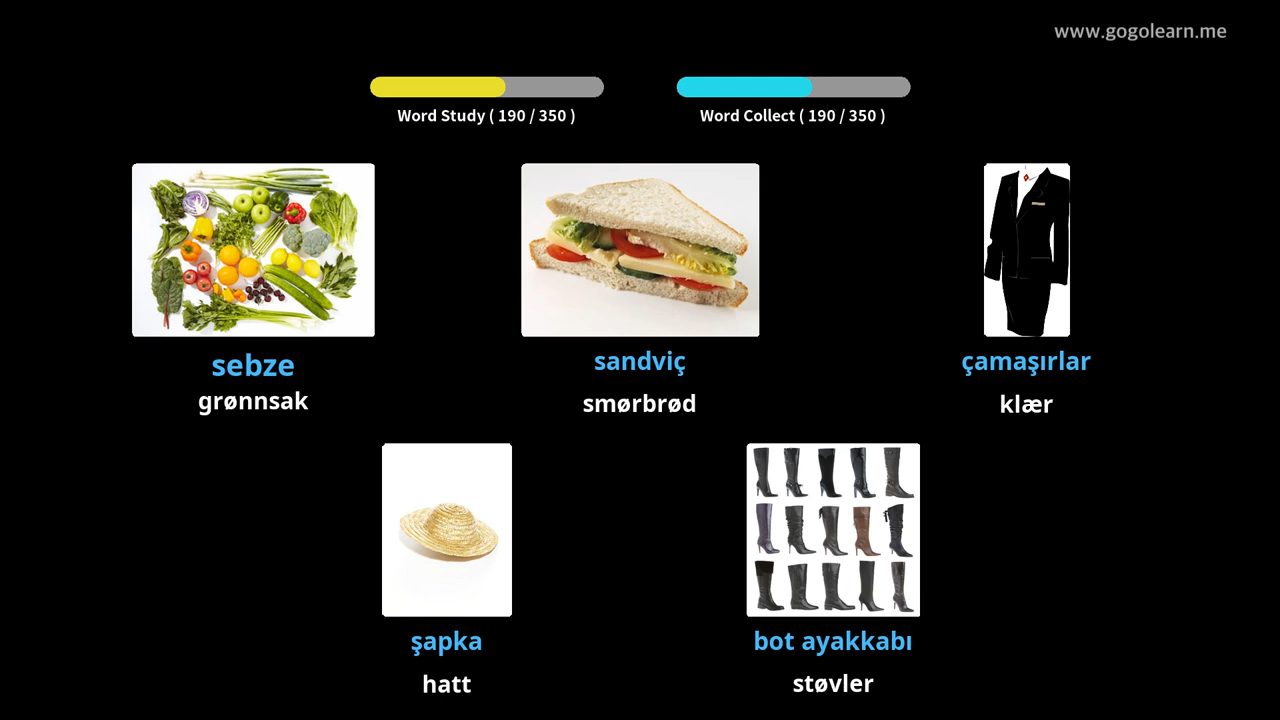 www.gogolearn.me
Word Study ( 190 / 350 )
Word Collect ( 190 / 350 )
sebze
grønnsak
sandviç
smørbrød
çamaşırlar
klær
şapka
hatt
bot ayakkabı
støvler